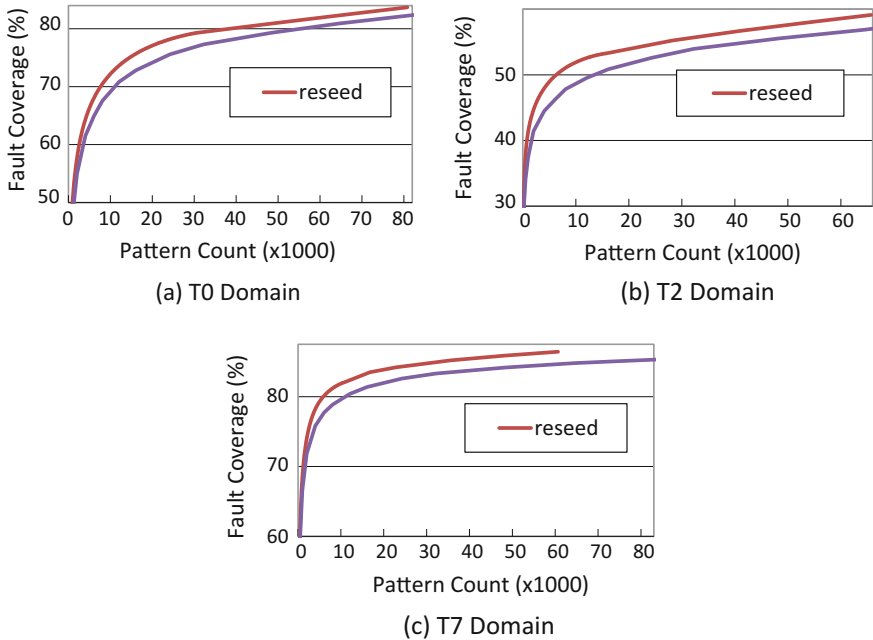 Fault Coverage (%)
80
70
60
50
reseed
0 10 20 30 40 50 60 70 80
Pattern Count (x1000)
(a) T0 Domain
Fault Coverage (%)
50
40
30
reseed
0 10 20 30 40 50 60
Pattern Count (x1000)
(b) T2 Domain
Fault Coverage (%)
80
70
60
reseed
0 10 20 30 40 50 60 70 80
Pattern Count (x1000)
(c) T7 Domain